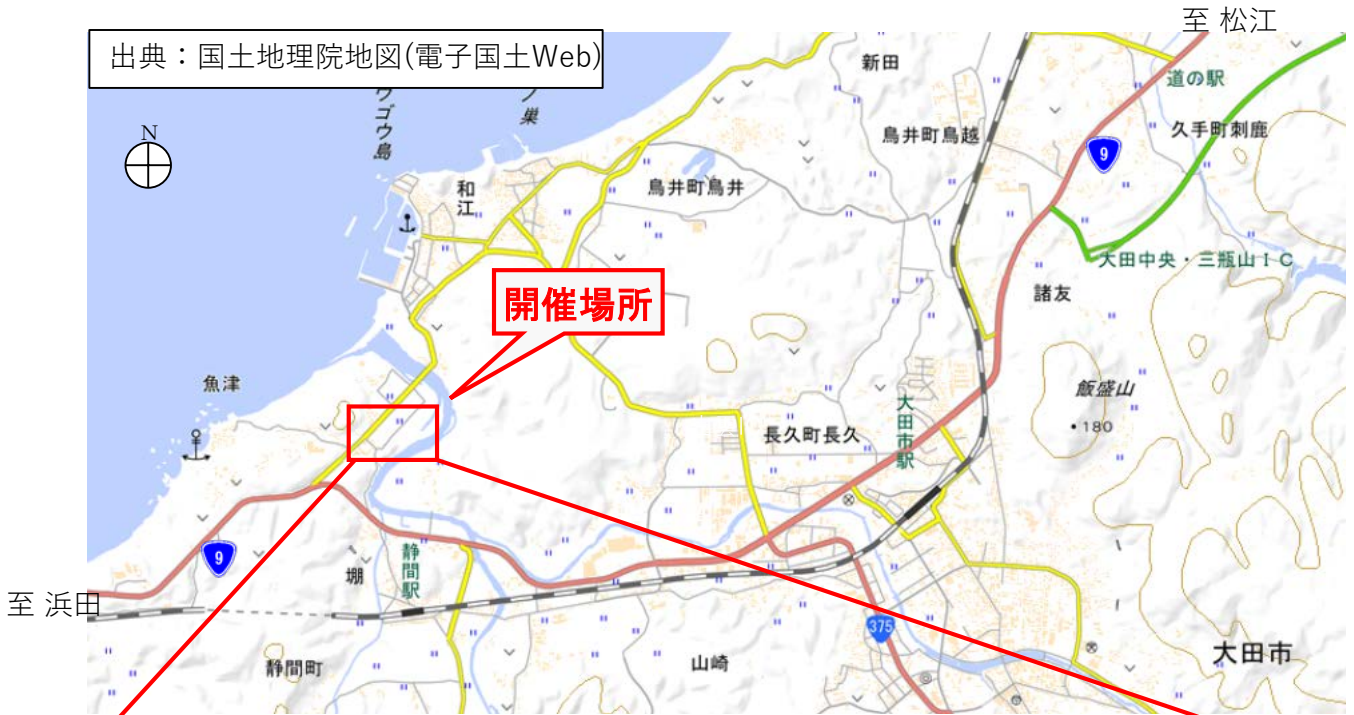 至 松江
出典：国土地理院地図(電子国土Web)
新田
道の駅
ワゴウ島
ノ巣
久手町刺鹿
鳥井町鳥越
9
N
和江
鳥井町鳥井
大田中央・三瓶山IC
諸友
開催場所
魚津
飯盛山
・180
大田市駅
長久町長久
9
静間駅
堋
至 浜田
375
大田市
山崎
静間町